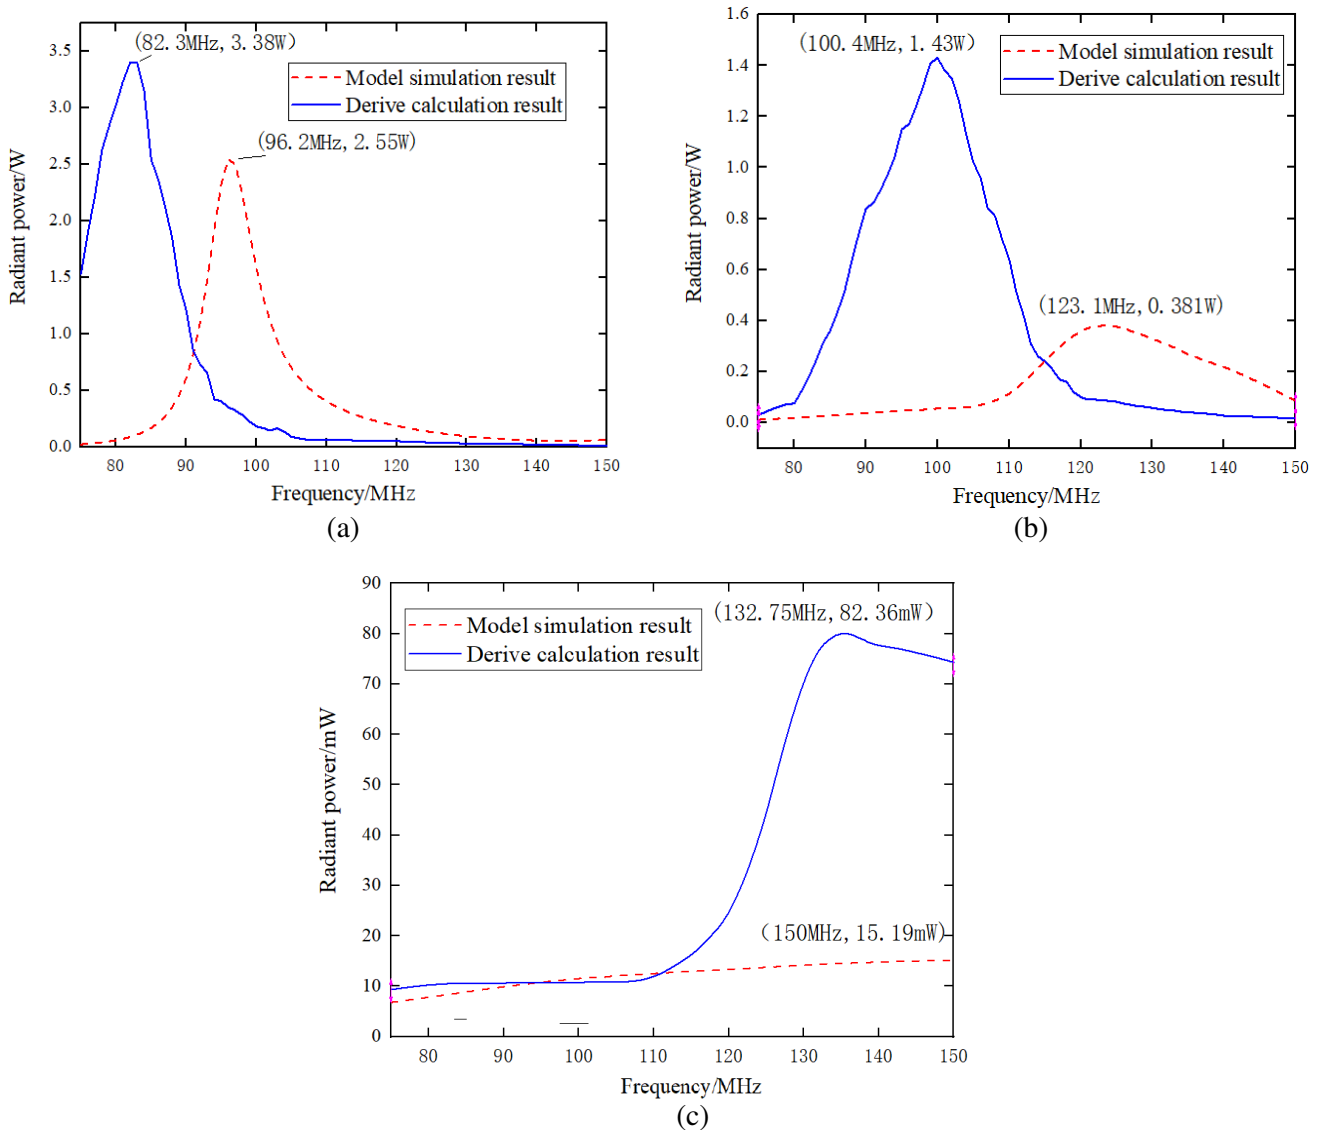 (82.3MHz, 3.38W)
3.5
3.0
2.5
2.0
1.5
1.0
0.5
0.0
Radiant power/W
Model simulation result
Derive calculation result
(96.2MHz, 2.55W)
80 90 100 110 120 130 140 150
Frequency/MHz
(a)
1.6
1.4
1.2
1.0
0.8
0.6
0.4
0.2
0.0
Radiant power/W
(100.4MHz, 1.43W)
Model simulation result
Derive calculation result
(123.1MHz, 0.381W)
80 90 100 110 120 130 140 150
Frequency/MHz
(b)
90
80
70
60
50
40
30
20
10
0
Radiant power/mW
Model simulation result
Derive calculation result
(132.75MHz, 82.36mW)
(150MHz, 15.19mW)
80 90 100 110 120 130 140 150
Frequency/MHz
(c)